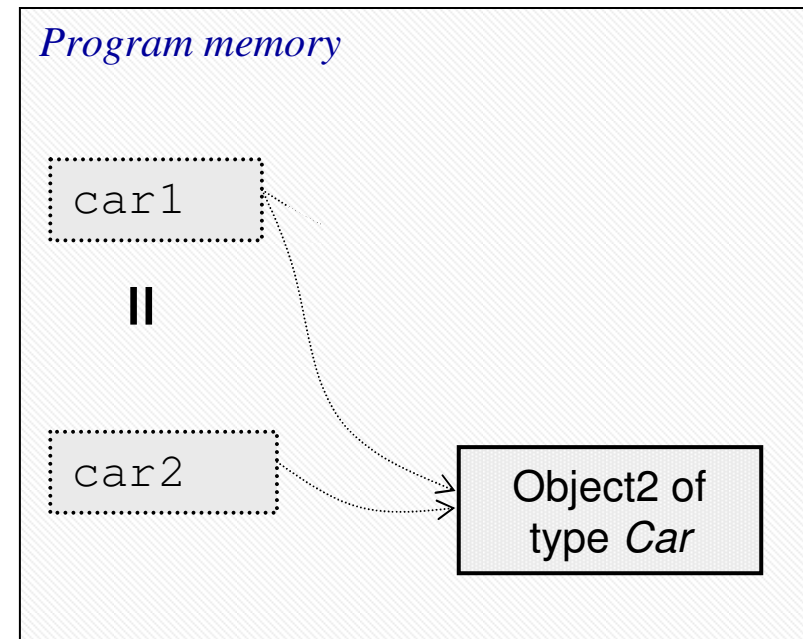 Program memory
car1
=
car2
Object2 of
type Car